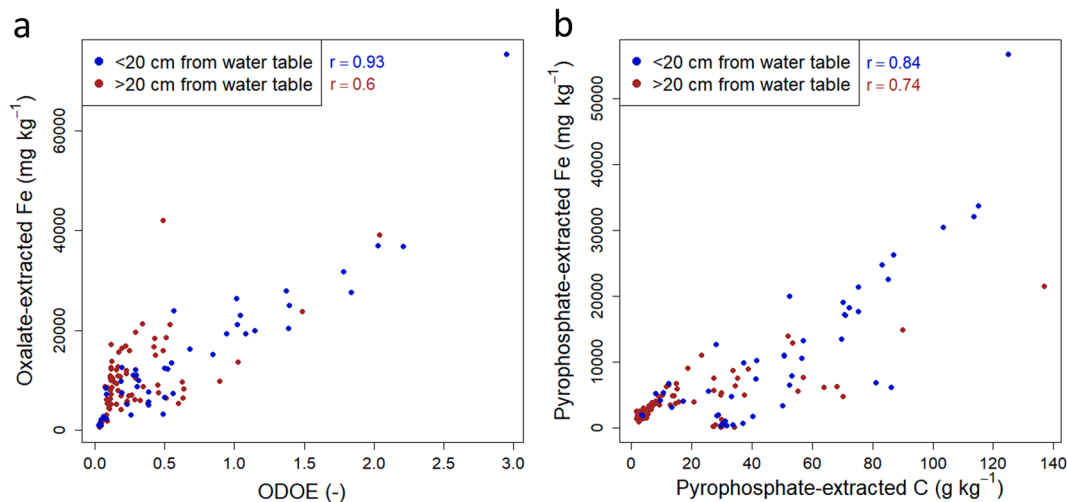 a
<20 cm from water table
>20 cm from water table
r = 0.93
r = 0.6
Oxalate-extracted Fe (mg kg−1)
0
20000
40000
60000
0.0 0.5 1.0 1.5 2.0 2.5 3.0
ODOE (-)
b
<20 cm from water table
>20 cm from water table
r = 0.84
r = 0.74
Pyrophosphate-extracted Fe (mg kg−1)
0
10000
20000
30000
40000
50000
0 20 40 60 80 100 120 140
Pyrophosphate-extracted C (g kg−1)